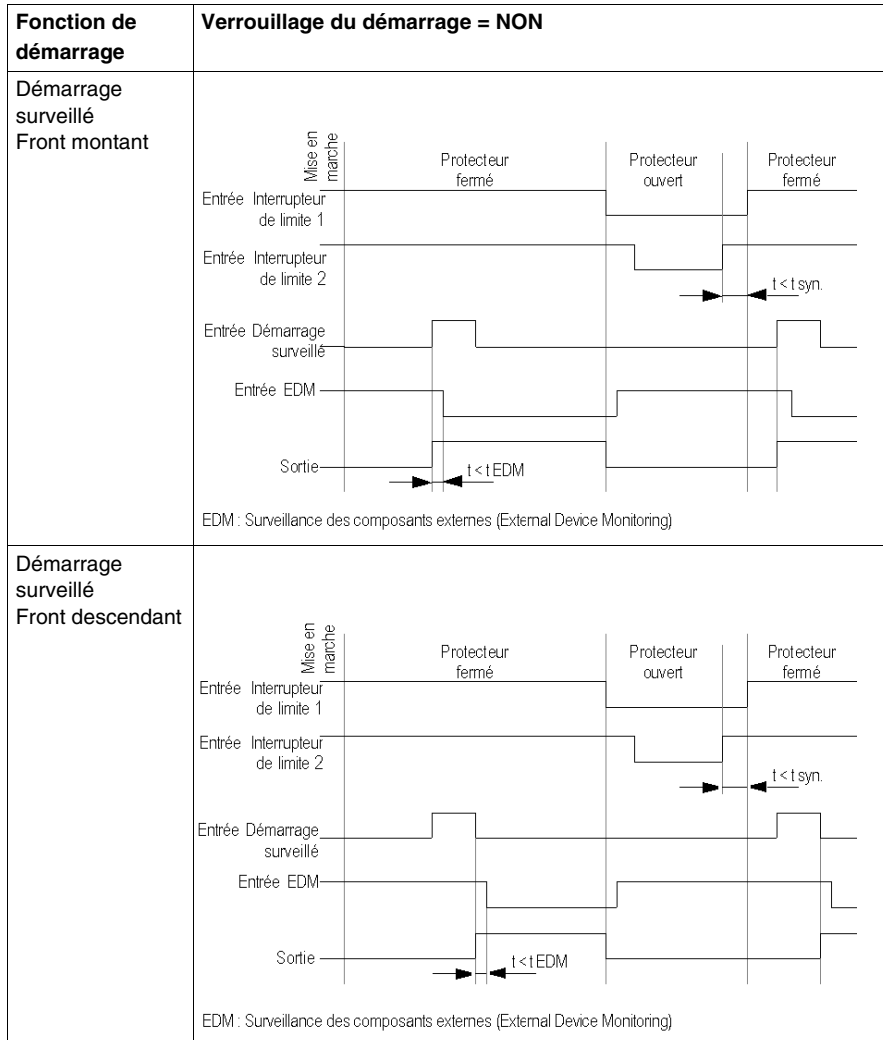 Fonction de
démarrage
Verrouillage du démarrage = NON
Démarrage
surveillé
Front montant
Mise en
marche
Protecteur
fermé
Protecteur
ouvert
Protecteur
fermé
Entrée Interrupteur
de limite 1
Entrée Interrupteur
de limite 2
t < t syn.
Entrée Démarrage
surveillé
Entrée EDM
Sortie
t < t EDM
EDM : Surveillance des composants externes (External Device Monitoring)
Démarrage
surveillé
Front descendant
Mise en
marche
Protecteur
fermé
Protecteur
ouvert
Protecteur
fermé
Entrée Interrupteur
de limite 1
Entrée Interrupteur
de limite 2
t < t syn.
Entrée Démarrage
surveillé
Entrée EDM
Sortie
t < t EDM
EDM : Surveillance des composants externes (External Device Monitoring)